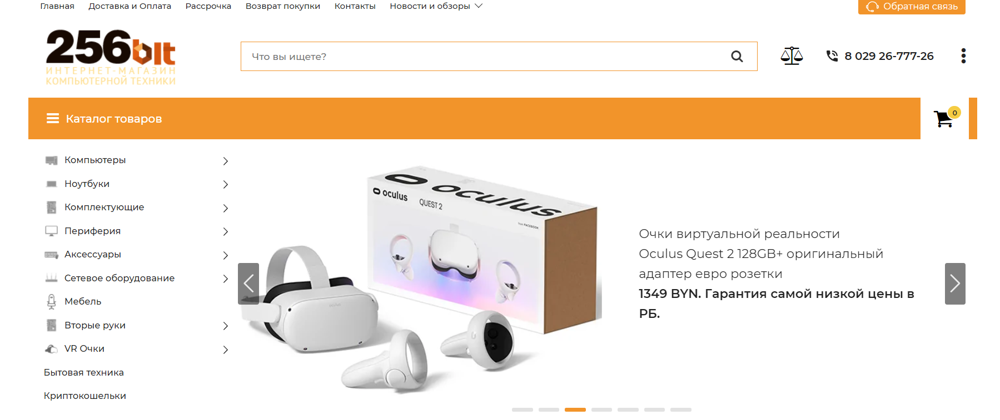 Главная Доставка и Оплата Рассрочка Возврат покупки Контакты Новости и обзоры
Обратная связь
256bit
ИНТЕРНЕТ-МАГАЗИН
КОМПЬЮТЕРНОЙ ТЕХНИКИ
Что вы ищете?
8 029 26-777-26
Каталог товаров
0
Компьютеры
Ноутбуки
Комплектующие
Периферия
Аксессуары
Сетевое оборудование
Мебель
Вторые руки
VR Очки
Бытовая техника
Криптокошельки
oculus
oculus
QUEST 2
from FACEBOOK
Очки виртуальной реальности
Oculus Quest 2 128GB+ оригинальный
адаптер евро розетки
1349 BYN. Гарантия самой низкой цены в
РБ.